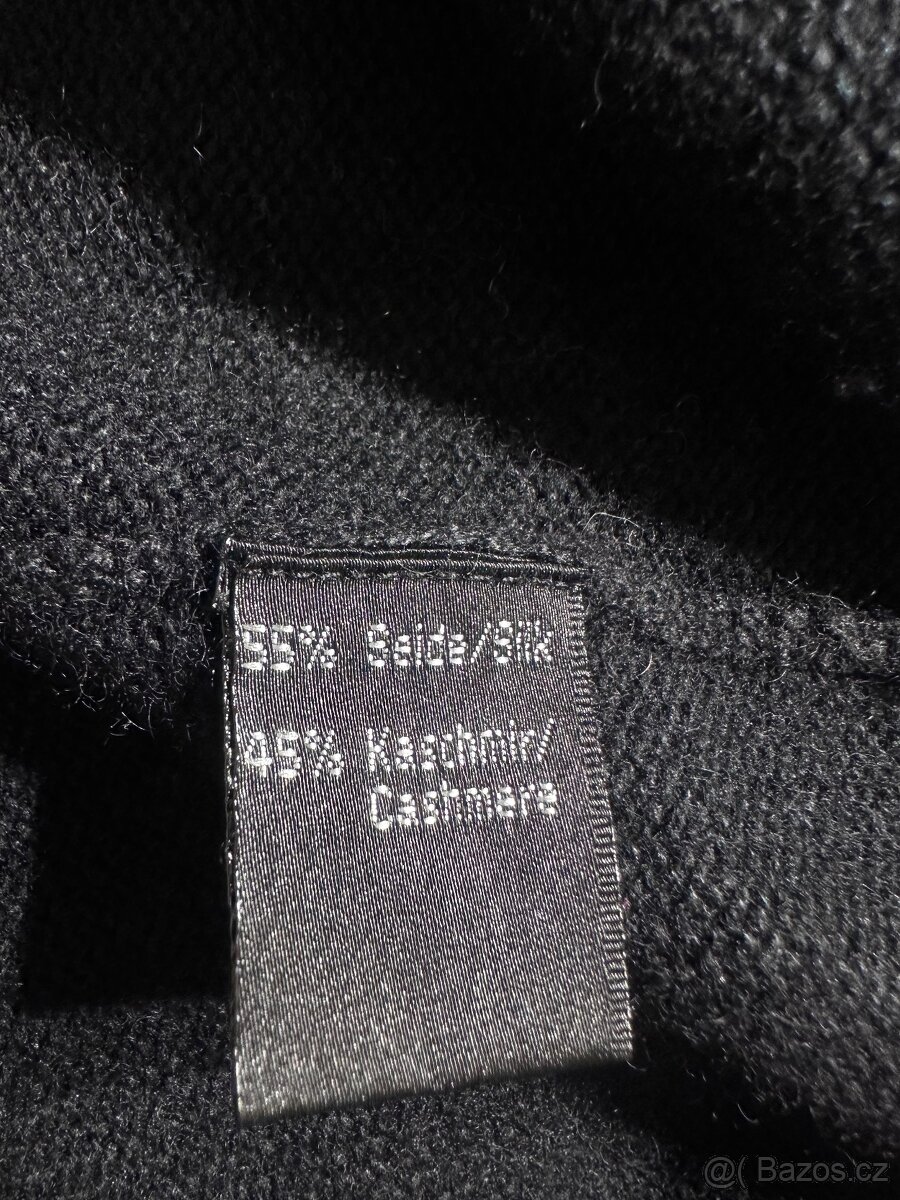 55% Seide/Silk
45% Kaschmir/
Cashmere
@( Bazos.cz